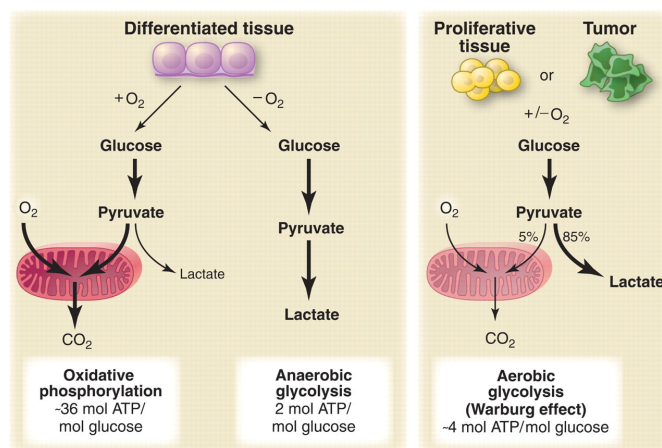 Differentiated tissue
+O2
−O2
Glucose
Glucose
O2
Pyruvate
Pyruvate
Lactate
Lactate
CO2
Oxidative
phosphorylation
~36 mol ATP/
mol glucose
Anaerobic
glycolysis
2 mol ATP/
mol glucose
Proliferative
tissue
or
Tumor
+/−O2
Glucose
O2
Pyruvate
5%
85%
Lactate
CO2
Aerobic
glycolysis
(Warburg effect)
~4 mol ATP/mol glucose